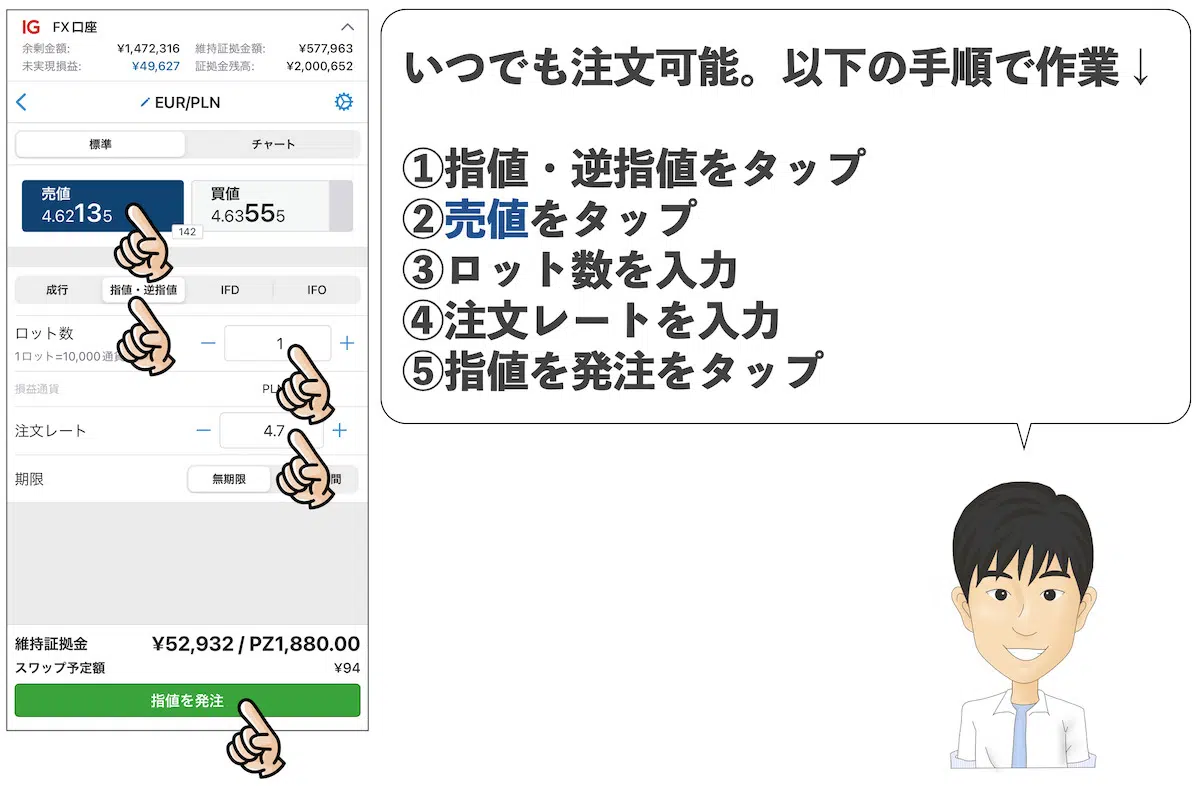 IG FX口座
余剰金額: ¥1,472,316 維持証拠金額: ¥577,963
未実現損益: ¥49,627 証拠金残高: ¥2,000,652
EUR/PLN
標準 チャート
売値 買値
4.62135 4.63555
142
成行 指値・逆指値 IFD IFO
ロット数
1
1ロット=10,000通
損益通貨 PL
注文レート 4.7
期限 無期限 間
維持証拠金 ¥52,932 / PZ1,880.00
スワップ予定額 ¥94
指値を発注
いつでも注文可能。以下の手順で作業↓
①指値・逆指値をタップ
②売値をタップ
③ロット数を入力
④注文レートを入力
⑤指値を発注をタップ